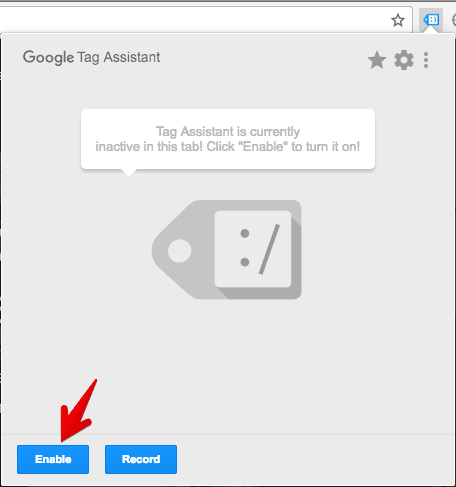 Google Tag Assistant
Tag Assistant is currently
inactive in this tab! Click "Enable" to turn it on!
:/
Enable
Record